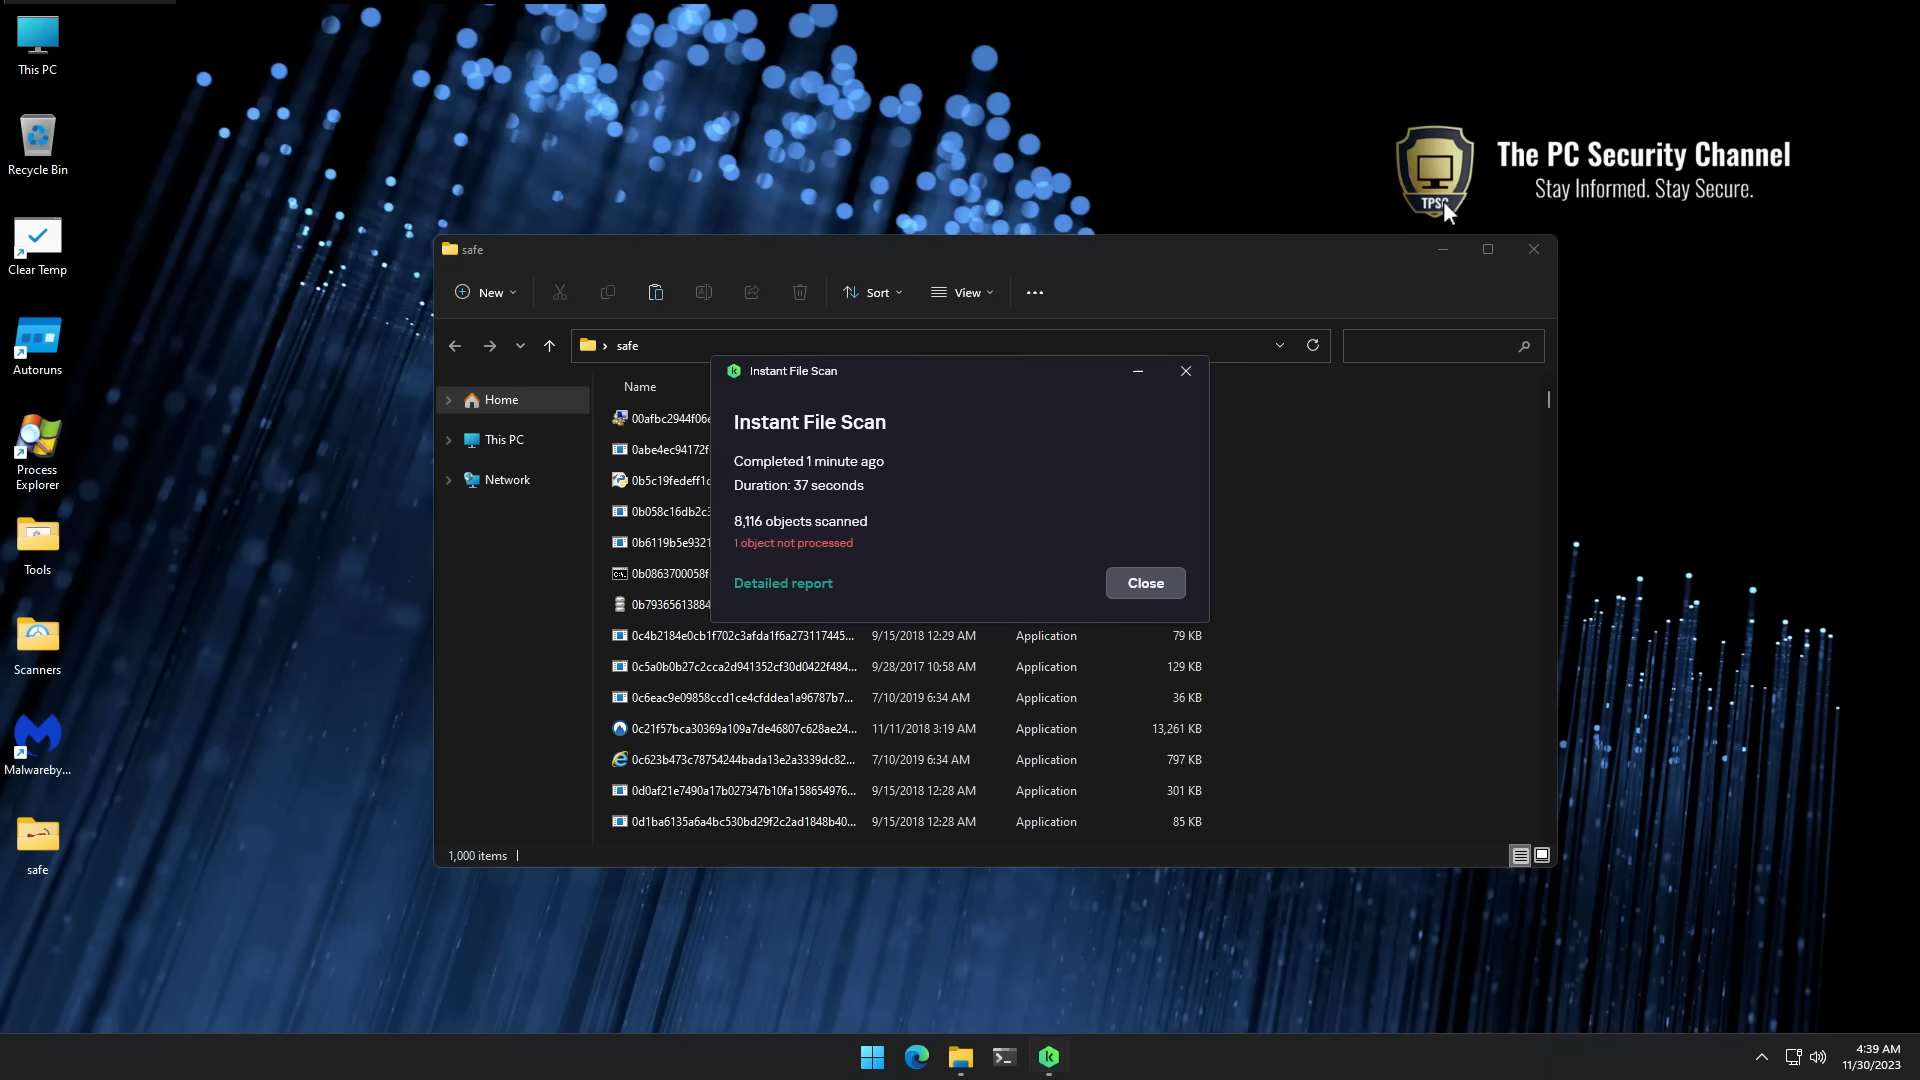 This PC
Recycle Bin
Clear Temp
Autoruns
Process
Explorer
Tools
Scanners
Malwareby...
safe
The PC Security Channel
Stay Informed. Stay Secure.
TPSC
safe
New
Sort
View
safe
Home
This PC
Network
Name
00afbc2944f06
0abe4ec94172f
0b5c19fedeff1c
0b058c16db2c3
0b6119b5e9321
0b0863700058f
0b79365613884
0c4b2184e0cb1f702c3afda1f6a273117445... 9/15/2018 12:29 AM Application 79 KB
0c5a0b0b27c2cca2d941352cf30d0422f484... 9/28/2017 10:58 AM Application 129 KB
0c6eac9e09858ccd1ce4cfddea1a96787b7... 7/10/2019 6:34 AM Application 36 KB
0c21f57bca30369a109a7de46807c628ae24... 11/11/2018 3:19 AM Application 13,261 KB
0c623b473c78754244bada13e2a3339dc82... 7/10/2019 6:34 AM Application 797 KB
0d0af21e7490a17b027347b10fa158654976... 9/15/2018 12:28 AM Application 301 KB
0d1ba6135a6a4bc530bd29f2c2ad1848b40... 9/15/2018 12:28 AM Application 85 KB
1,000 items
Instant File Scan
Instant File Scan
Completed 1 minute ago
Duration: 37 seconds
8,116 objects scanned
1 object not processed
Detailed report
Close
4:39 AM
11/30/2023